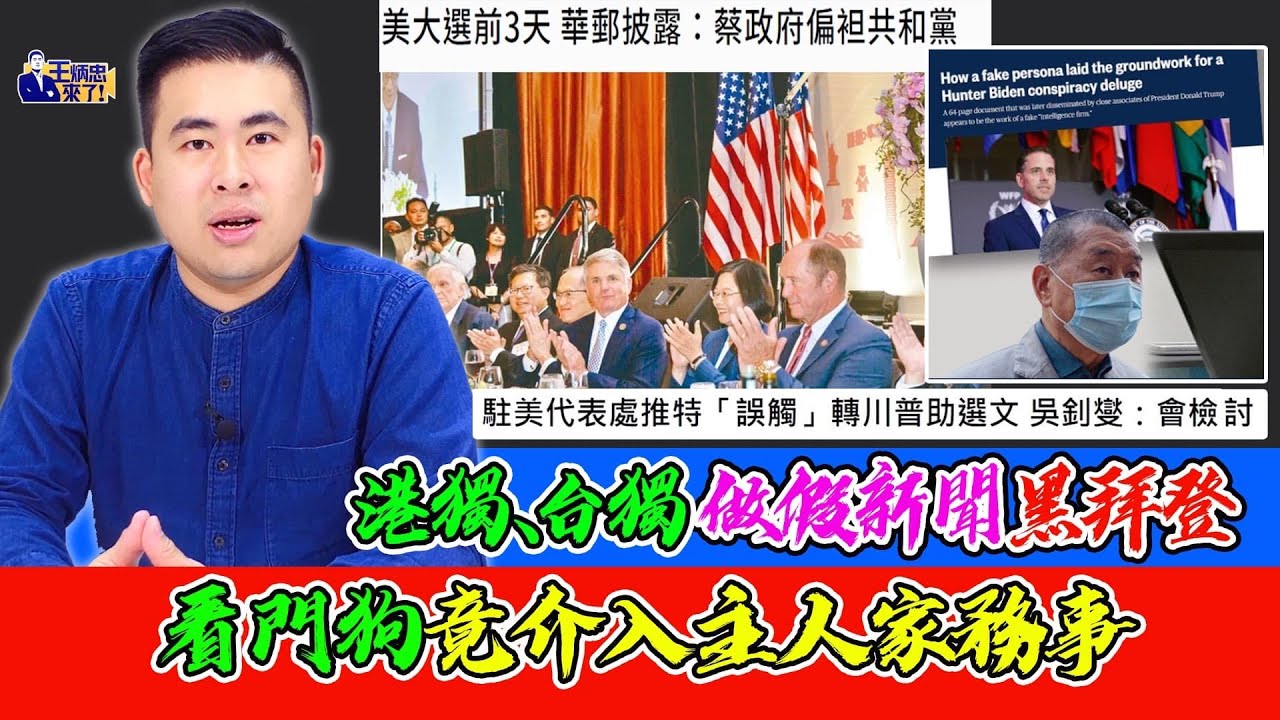 王炳忠
來了!
美大選前3天 華郵披露：蔡政府偏袒共和黨
How a fake persona laid the groundwork for a
Hunter Biden conspiracy deluge
A 64-page document that was later disseminated by close associates of President Donald Trump
appears to be the work of a fake "intelligence firm."
WFP
駐美代表處推特「誤觸」轉川普助選文 吳釗燮：會檢討
港獨、台獨做假新聞黑拜登
看門狗竟介入主人家務事